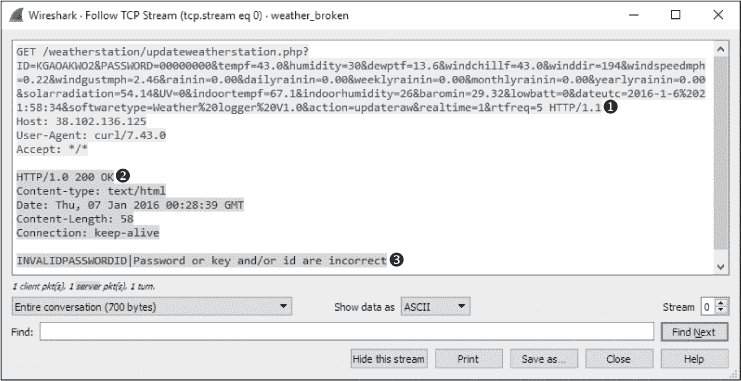 Wireshark · Follow TCP Stream (tcp.stream eq 0) · weather_broken
GET /weatherstation/updateweatherstation.php?
ID=KGAOAKWO2&PASSWORD=00000000&tempf=43.0&humidity=30&dewptf=13.6&windchillf=43.0&winddir=194&windspeedmph
=0.22&windgustmph=2.46&rainin=0.00&dailyrainin=0.00&weeklyrainin=0.00&monthlyrainin=0.00&yearlyrainin=0.00
&solarradiation=54.14&UV=0&indoortempf=67.1&indoorhumidity=26&baromin=29.32&lowbatt=0&dateutc=2016-1-6%202
1:58:34&softwaretype=Weather%20logger%20V1.0&action=updateraw&realtime=1&rtfreq=5 HTTP/1.1 ❶
Host: 38.102.136.125
User-Agent: curl/7.43.0
Accept: */*
HTTP/1.0 200 OK ❷
Content-type: text/html
Date: Thu, 07 Jan 2016 00:28:39 GMT
Content-Length: 58
Connection: keep-alive
INVALIDPASSWORDID|Password or key and/or id are incorrect ❸
1 client pkt(s), 1 server pkt(s), 1 turn.
Entire conversation (700 bytes) Show data as ASCII Stream 0
Find: Find Next
Hide this stream Print Save as... Close Help